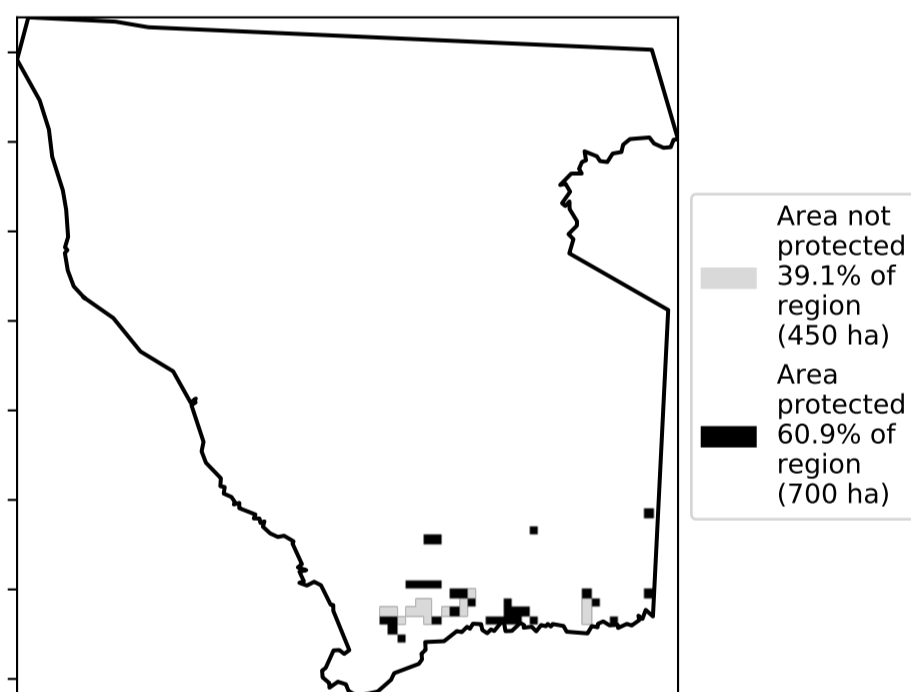 Area not
protected
39.1% of
region
(450 ha)
Area
protected
60.9% of
region
(700 ha)